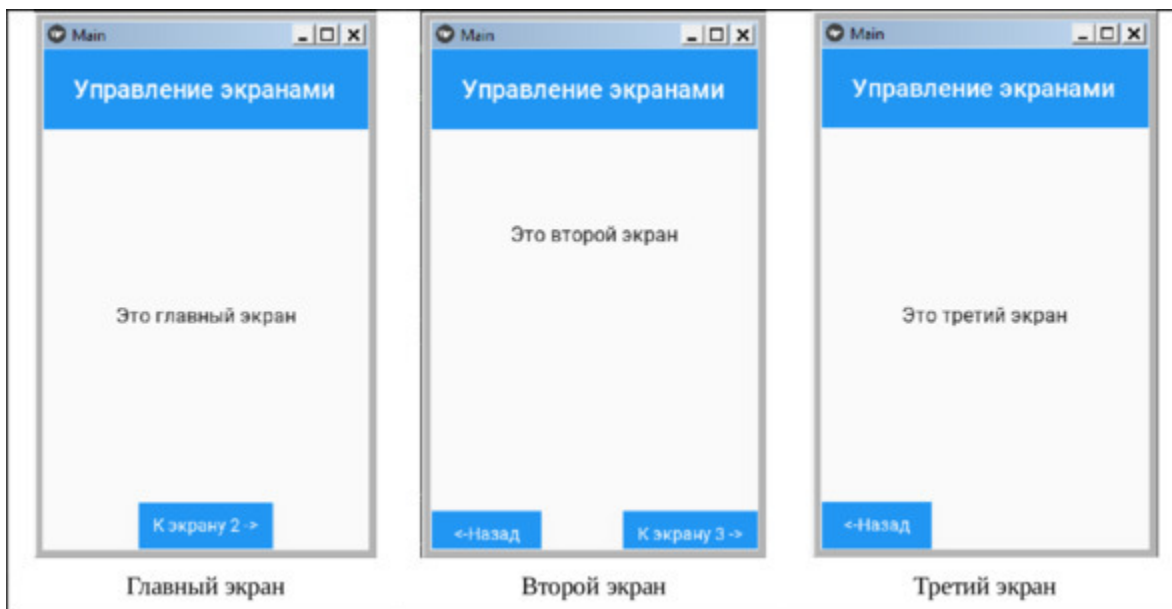 Main
Управление экранами
Это главный экран
К экрану 2 ->
Главный экран
Main
Управление экранами
Это второй экран
<-Назад
К экрану 3 ->
Второй экран
Main
Управление экранами
Это третий экран
<-Назад
Третий экран